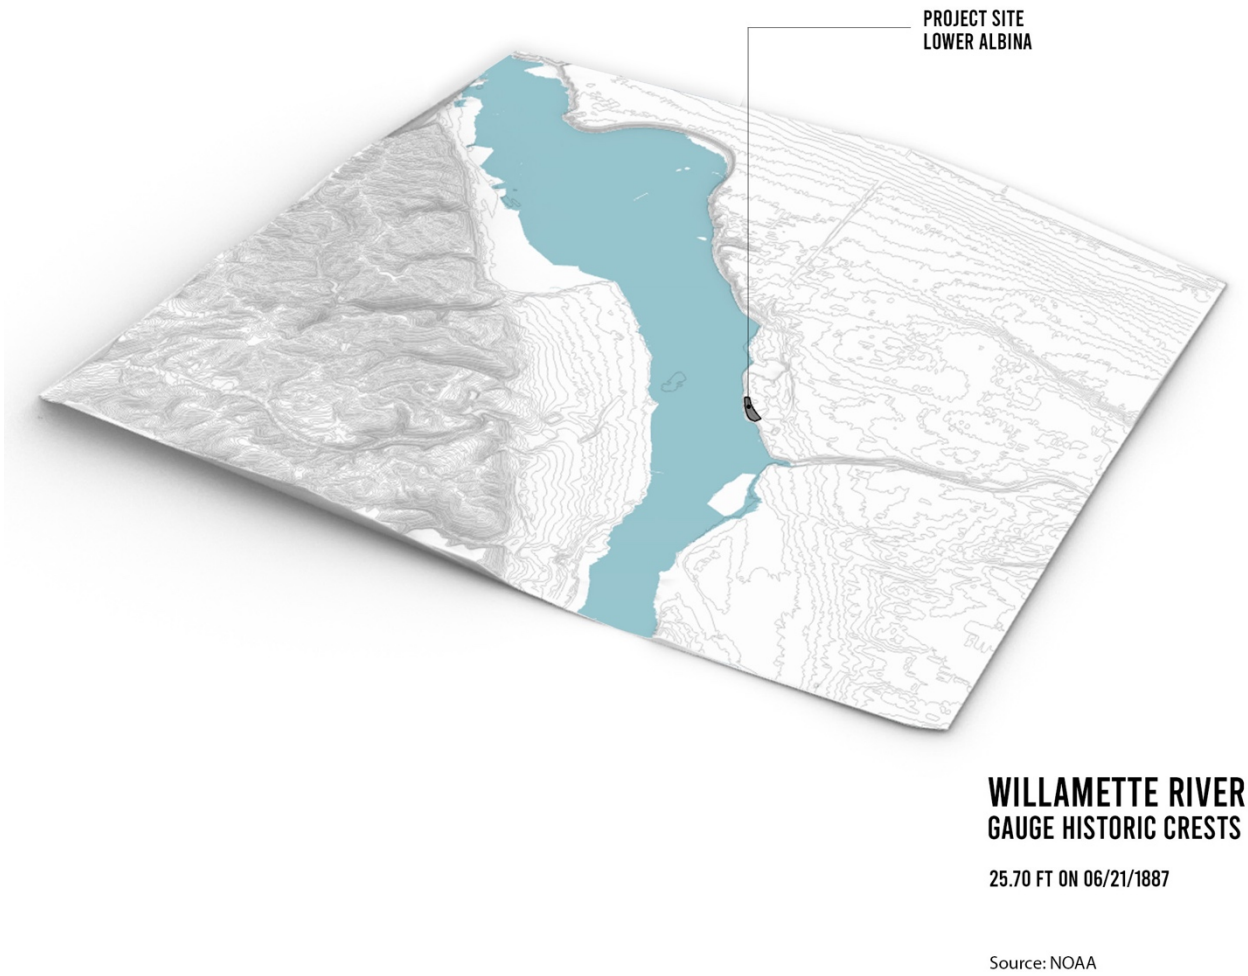 PROJECT SITE
LOWER ALBINA
WILLAMETTE RIVER
GAUGE HISTORIC CRESTS
25.70 FT ON 06/21/1887
Source: NOAA